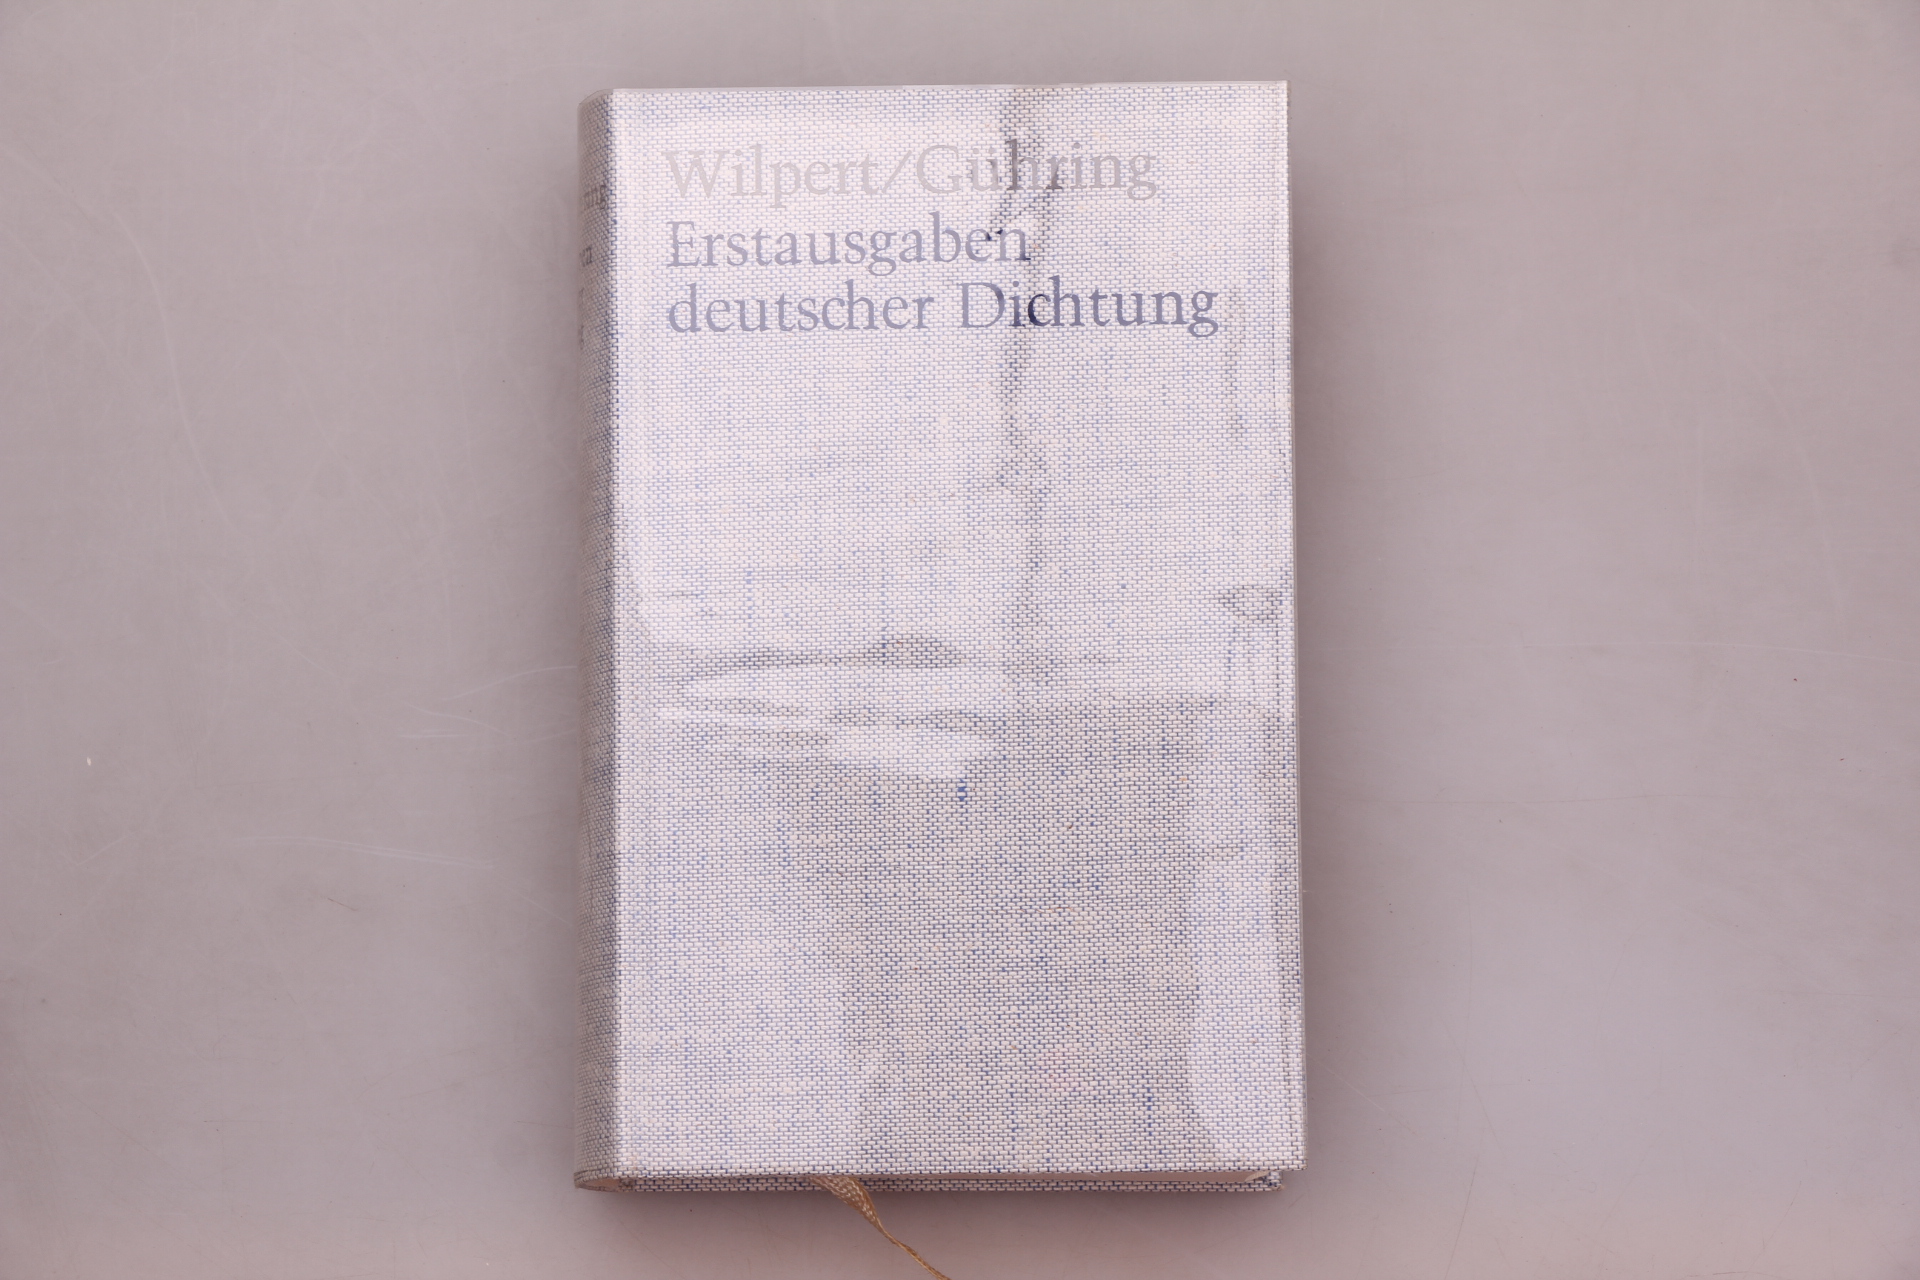 Wilpert/Gühring
Erstausgaben
deutscher Dichtung